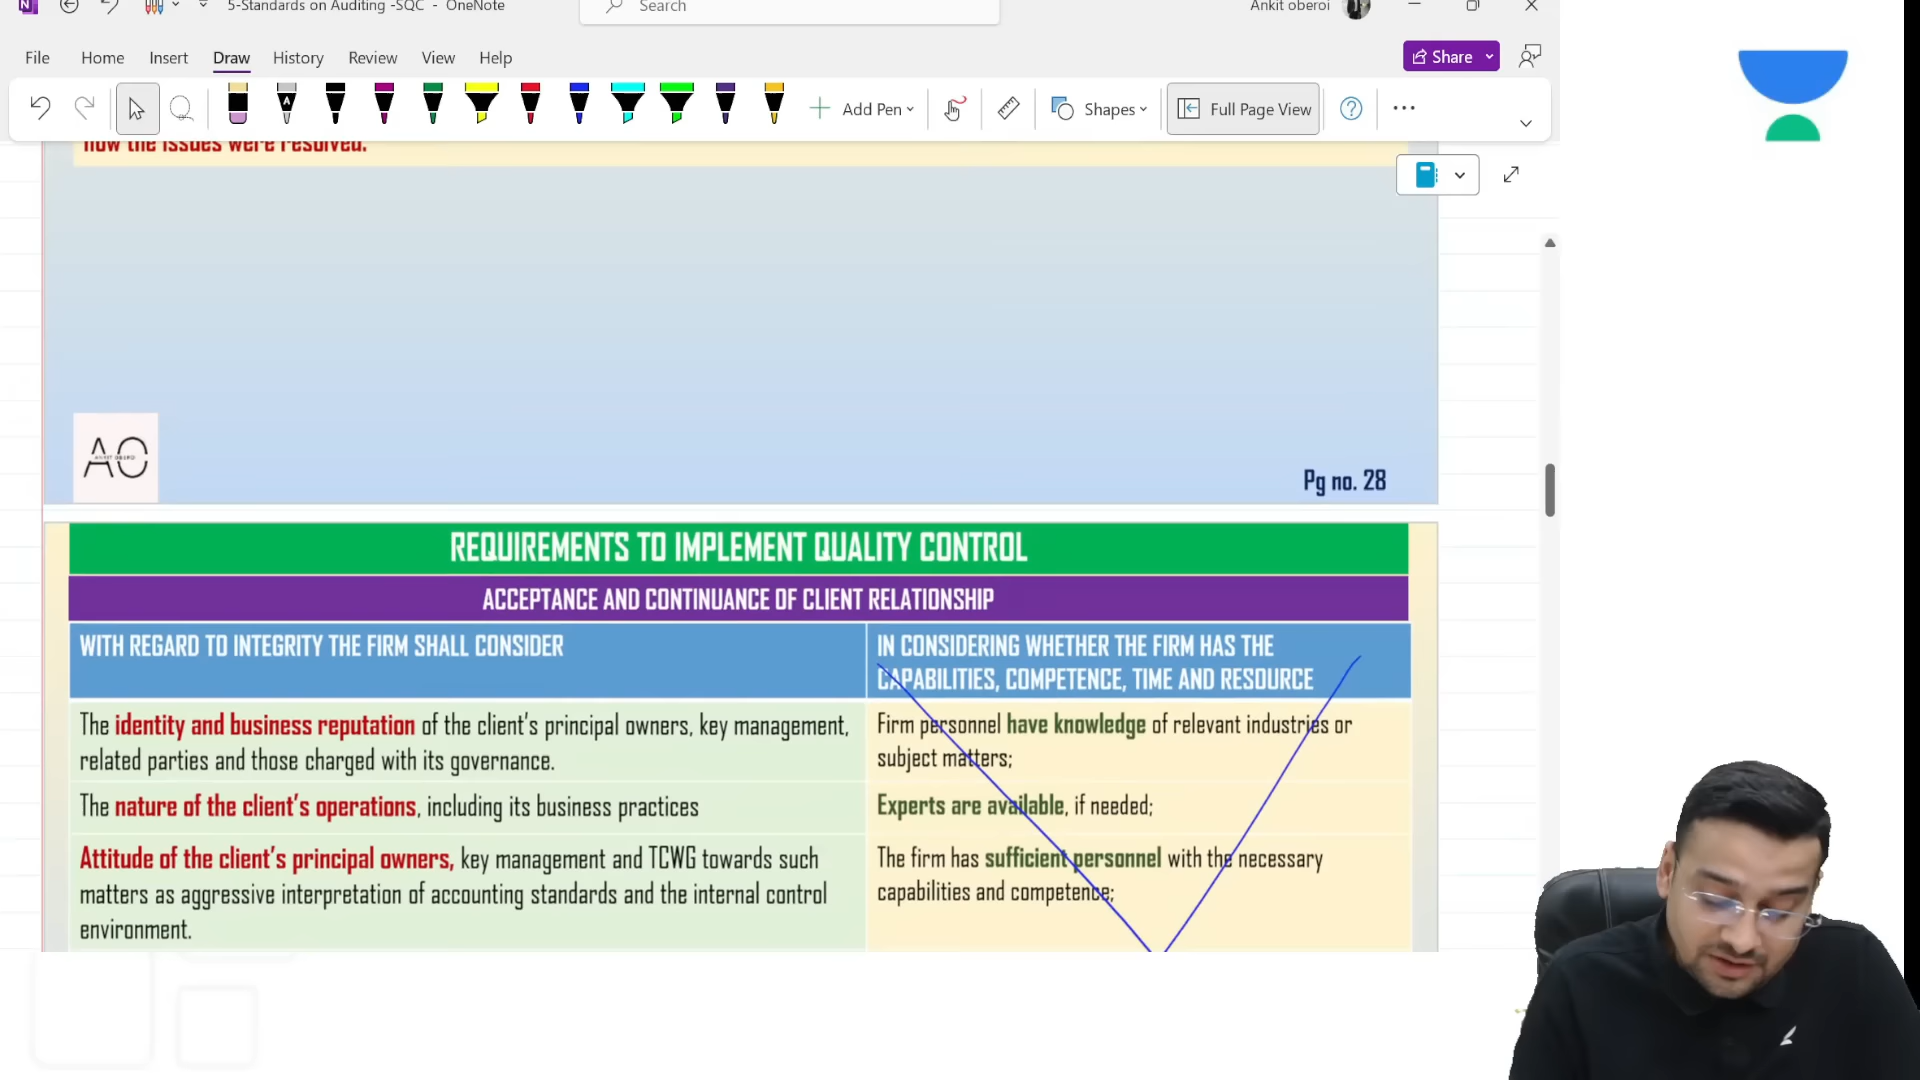 5-Standards on Auditing -SQC - OneNote
Search
Ankit oberoi
File Home Insert Draw History Review View Help
Share
A
Add Pen
Shapes
Full Page View
how the issues were resolved.
AO
Pg no. 28
REQUIREMENTS TO IMPLEMENT QUALITY CONTROL
ACCEPTANCE AND CONTINUANCE OF CLIENT RELATIONSHIP
WITH REGARD TO INTEGRITY THE FIRM SHALL CONSIDER
IN CONSIDERING WHETHER THE FIRM HAS THE
CAPABILITIES, COMPETENCE, TIME AND RESOURCE
The identity and business reputation of the client's principal owners, key management,
related parties and those charged with its governance.
Firm personnel have knowledge of relevant industries or
subject matters;
The nature of the client's operations, including its business practices
Experts are available, if needed;
Attitude of the client's principal owners, key management and TCWG towards such
matters as aggressive interpretation of accounting standards and the internal control
environment.
The firm has sufficient personnel with the necessary
capabilities and competence;